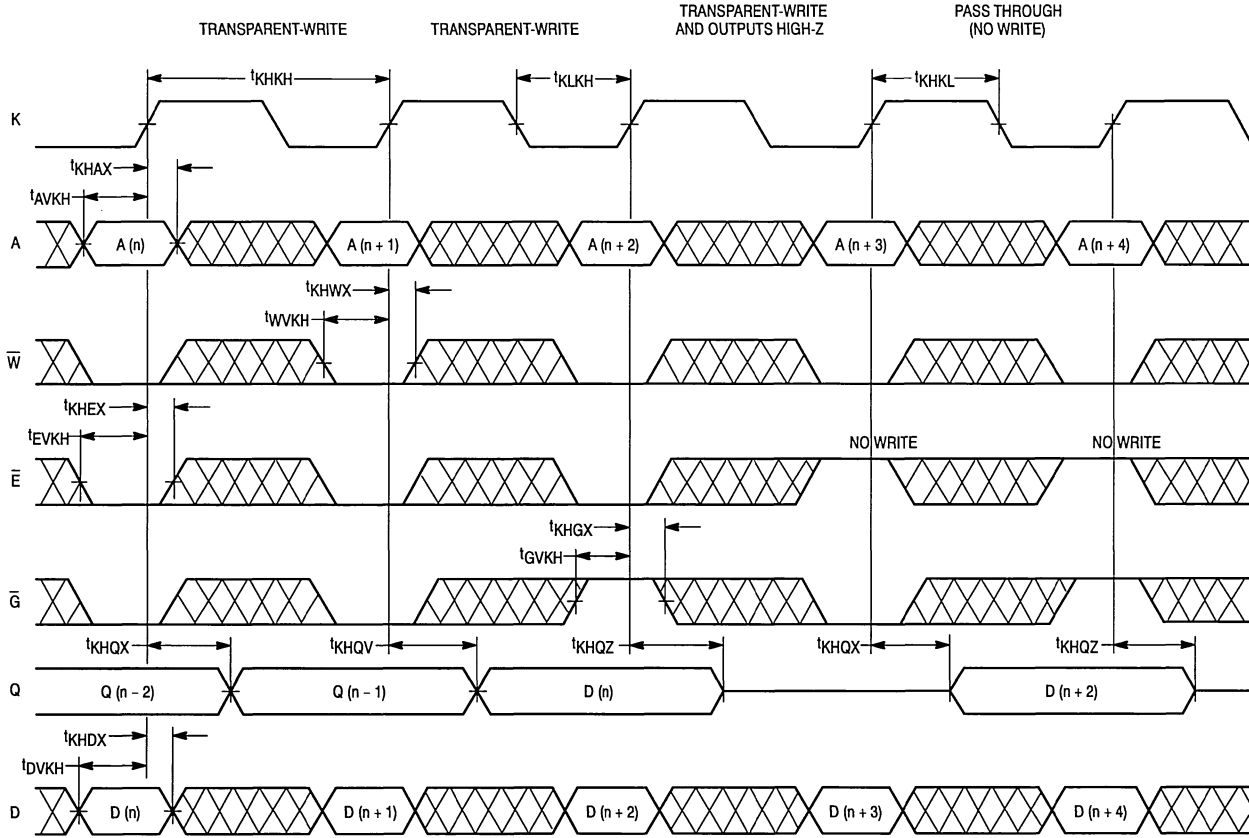 TRANSPARENT-WRITE
TRANSPARENT-WRITE
TRANSPARENT-WRITE
AND OUTPUTS HIGH-Z
PASS THROUGH
(NO WRITE)
tKHKH
tKLKH
tKHKL
K
tKHAX
tAVKH
A
A (n)
A (n + 1)
A (n + 2)
A (n + 3)
A (n + 4)
tKHWX
tWVKH
W̅
tKHEX
tEVKH
NO WRITE
NO WRITE
E̅
tKHGX
tGVKH
G̅
tKHQX
tKHQV
tKHQZ
tKHQX
tKHQZ
Q
Q (n – 2)
Q (n – 1)
D (n)
D (n + 2)
tKHDX
tDVKH
D
D (n)
D (n + 1)
D (n + 2)
D (n + 3)
D (n + 4)